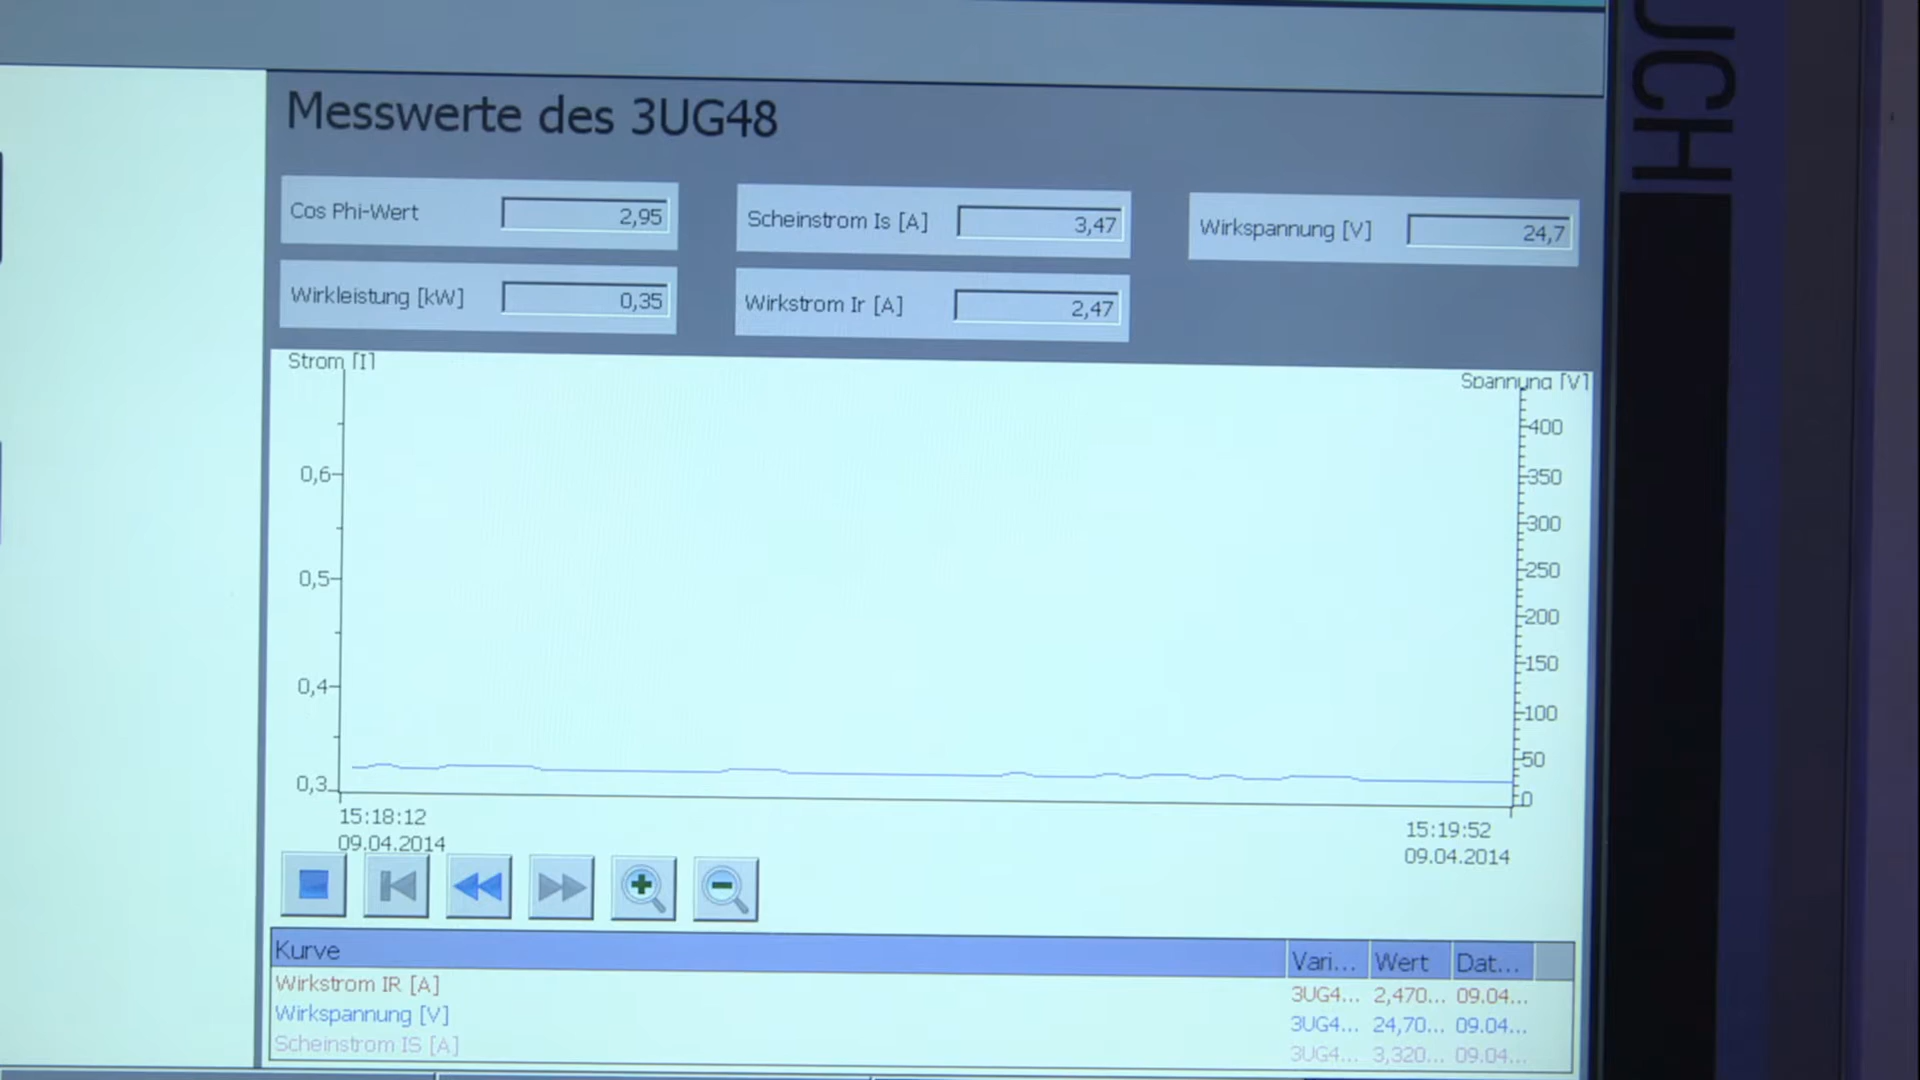 Messwerte des 3UG48
Cos Phi-Wert 2,95
Scheinstrom Is [A] 3,47
Wirkspannung [V] 24,7
Wirkleistung [kW] 0,35
Wirkstrom Ir [A] 2,47
Strom [I]
Spannung [V]
0,6
0,5
0,4
0,3
400
350
300
250
200
150
100
50
0
15:18:12
09.04.2014
15:19:52
09.04.2014
Kurve Vari... Wert Dat...
Wirkstrom IR [A] 3UG4... 2,470... 09.04...
Wirkspannung [V] 3UG4... 24,70... 09.04...
Scheinstrom IS [A] 3UG4... 3,320... 09.04...
UCH